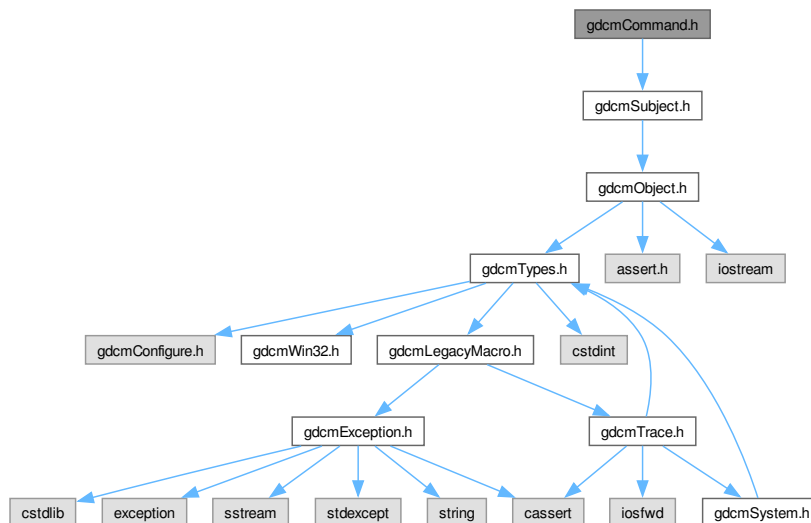 gdcmCommand.h
gdcmSubject.h
gdcmObject.h
gdcmTypes.h
assert.h
iostream
gdcmConfigure.h
gdcmWin32.h
gdcmLegacyMacro.h
cstdint
gdcmException.h
gdcmTrace.h
cstdlib
exception
sstream
stdexcept
string
cassert
iosfwd
gdcmSystem.h